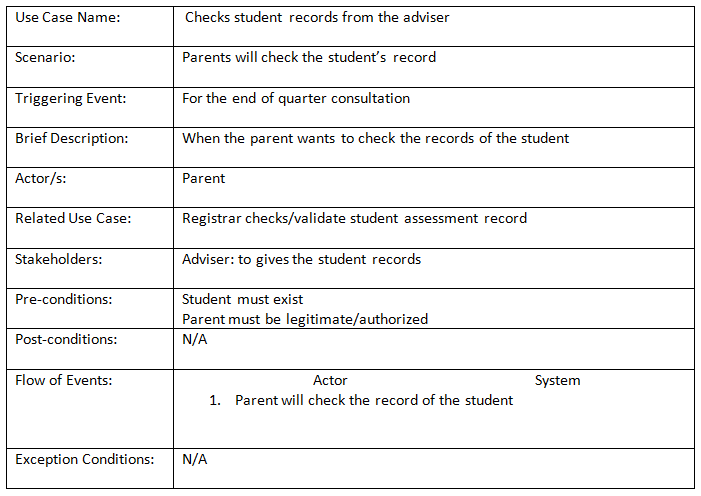 Use Case Name: Checks student records from the adviser
Scenario: Parents will check the student's record
Triggering Event: For the end of quarter consultation
Brief Description: When the parent wants to check the records of the student
Actor/s: Parent
Related Use Case: Registrar checks/validate student assessment record
Stakeholders: Adviser: to gives the student records
Pre-conditions: Student must exist
Parent must be legitimate/authorized
Post-conditions: N/A
Flow of Events: Actor System
1. Parent will check the record of the student
Exception Conditions: N/A